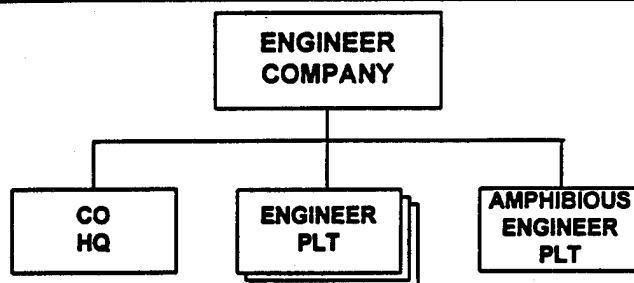 ENGINEER
COMPANY
CO
HQ
ENGINEER
PLT
AMPHIBIOUS
ENGINEER
PLT